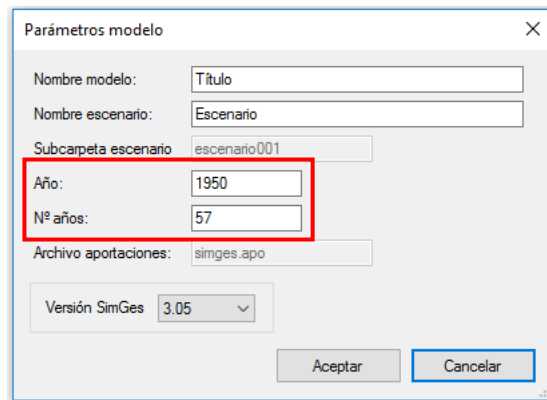 Parámetros modelo
Nombre modelo: Título
Nombre escenario: Escenario
Subcarpeta escenario escenario001
Año: 1950
Nº años: 57
Archivo aportaciones: simges.apo
Versión SimGes 3.05
Aceptar Cancelar